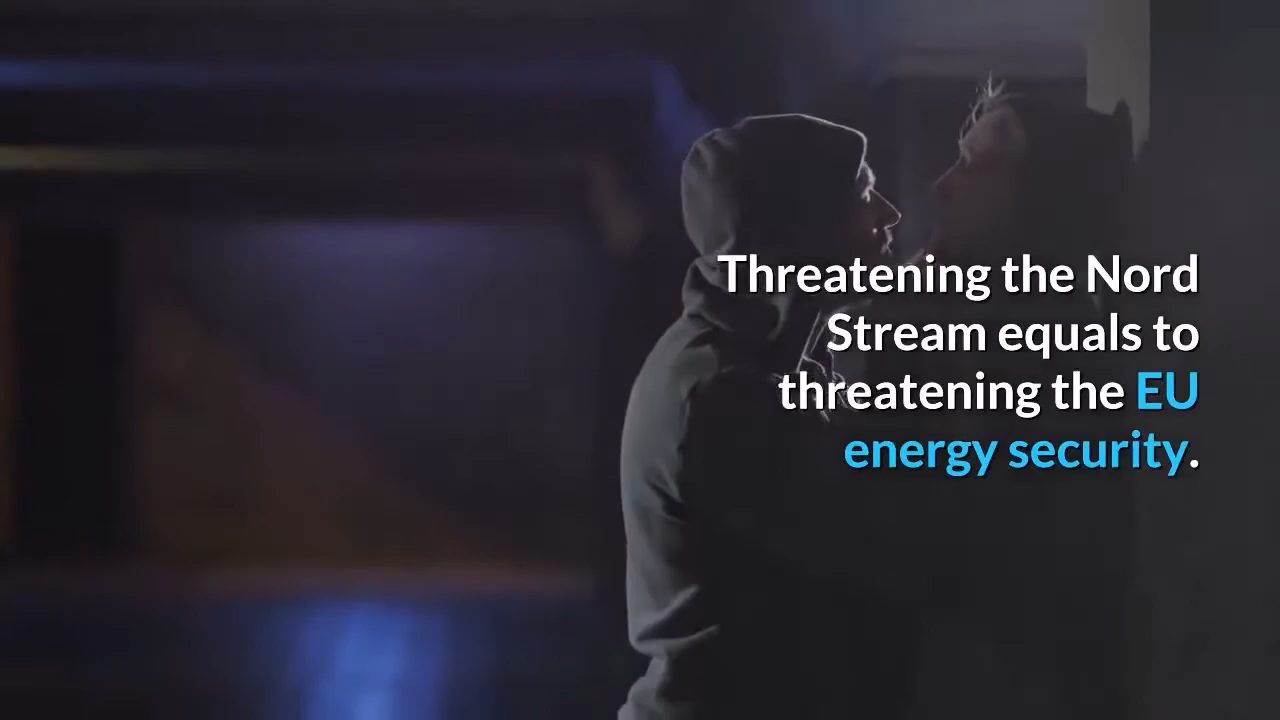 Threatening the Nord
Stream equals to
threatening the EU
energy security.